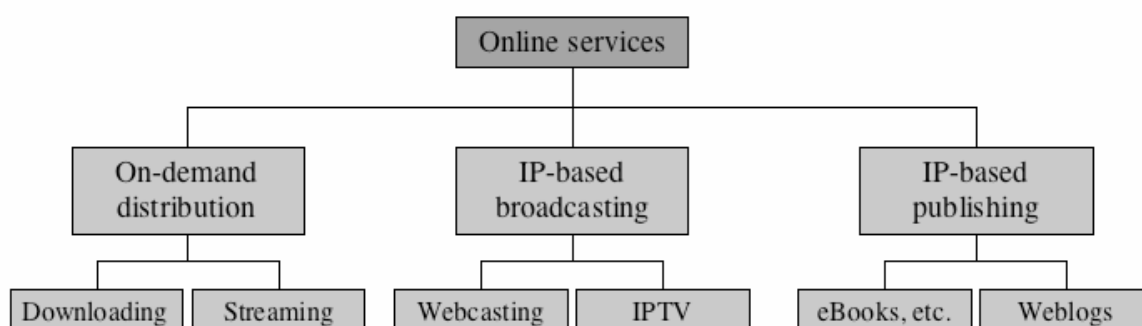 Online services
On-demand
distribution
IP-based
broadcasting
IP-based
publishing
Downloading
Streaming
Webcasting
IPTV
eBooks, etc.
Weblogs